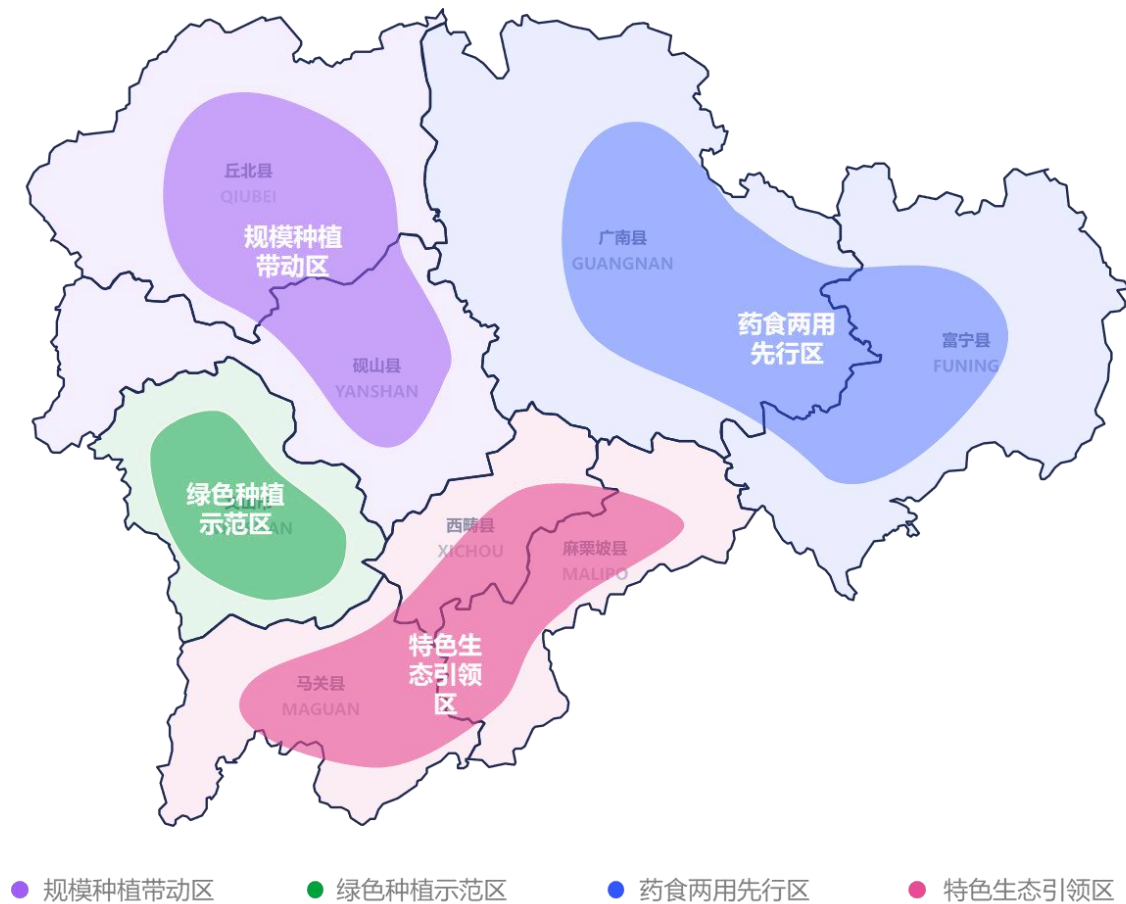 丘北县
QIUBEI
规模种植
带动区
广南县
GUANGNAN
药食两用
先行区
富宁县
FUNING
砚山县
YANSHAN
绿色种植
示范区
西畴县
XICHOU
麻栗坡县
MALIPO
特色生
态引领
区
马关县
MAGUAN
规模种植带动区
绿色种植示范区
药食两用先行区
特色生态引领区